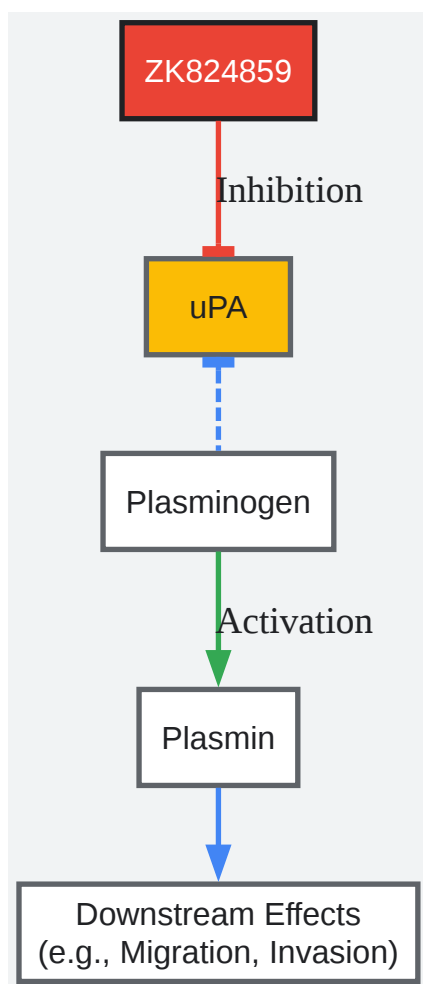 ZK824859
Inhibition
uPA
Plasminogen
Activation
Plasmin
Downstream Effects
(e.g., Migration, Invasion)